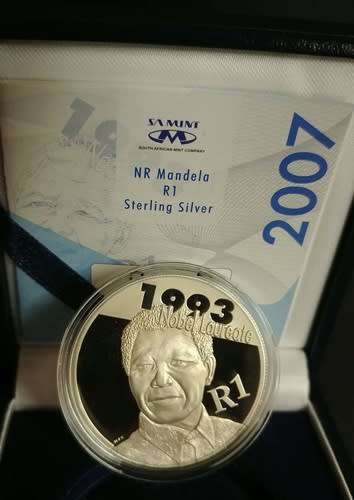 SA MINT
SOUTH AFRICAN MINT COMPANY
NR Mandela
R1
Sterling Silver
2007
1993
Nobel Laureate
R1